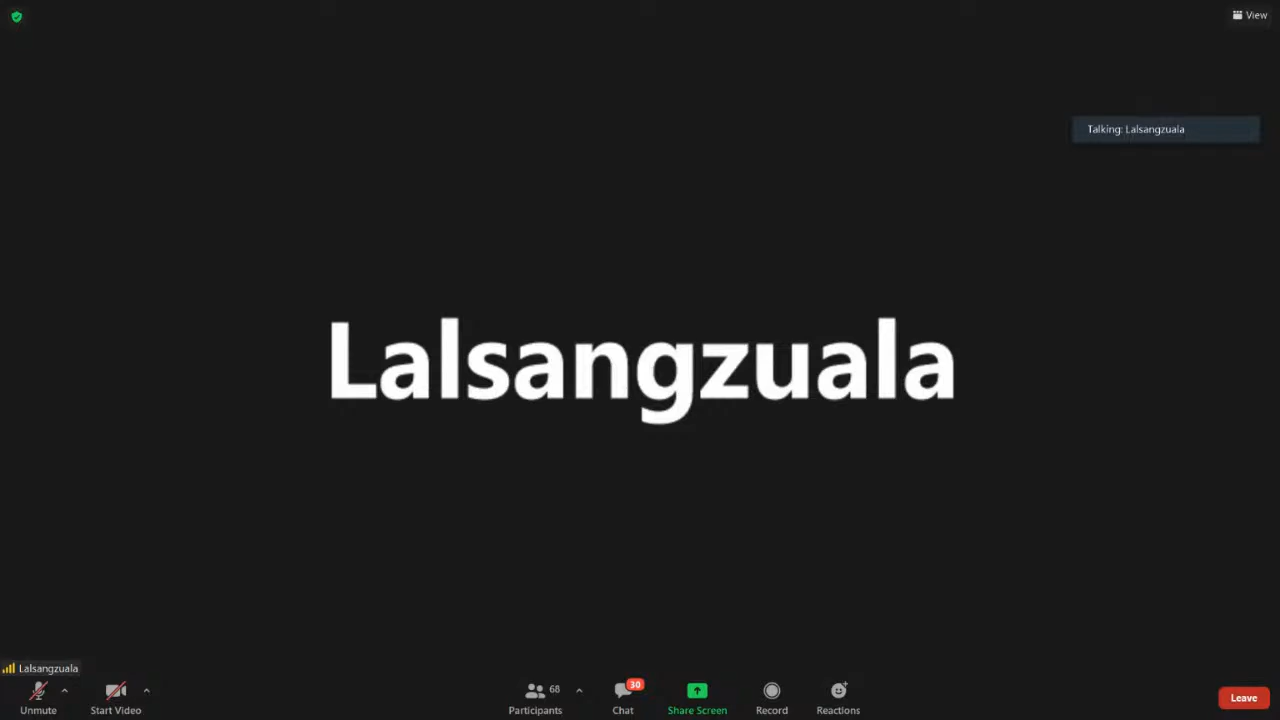 View
Talking: Lalsangzuala
Lalsangzuala
Lalsangzuala
Unmute
Start Video
68
Participants
30
Chat
Share Screen
Record
Reactions
Leave